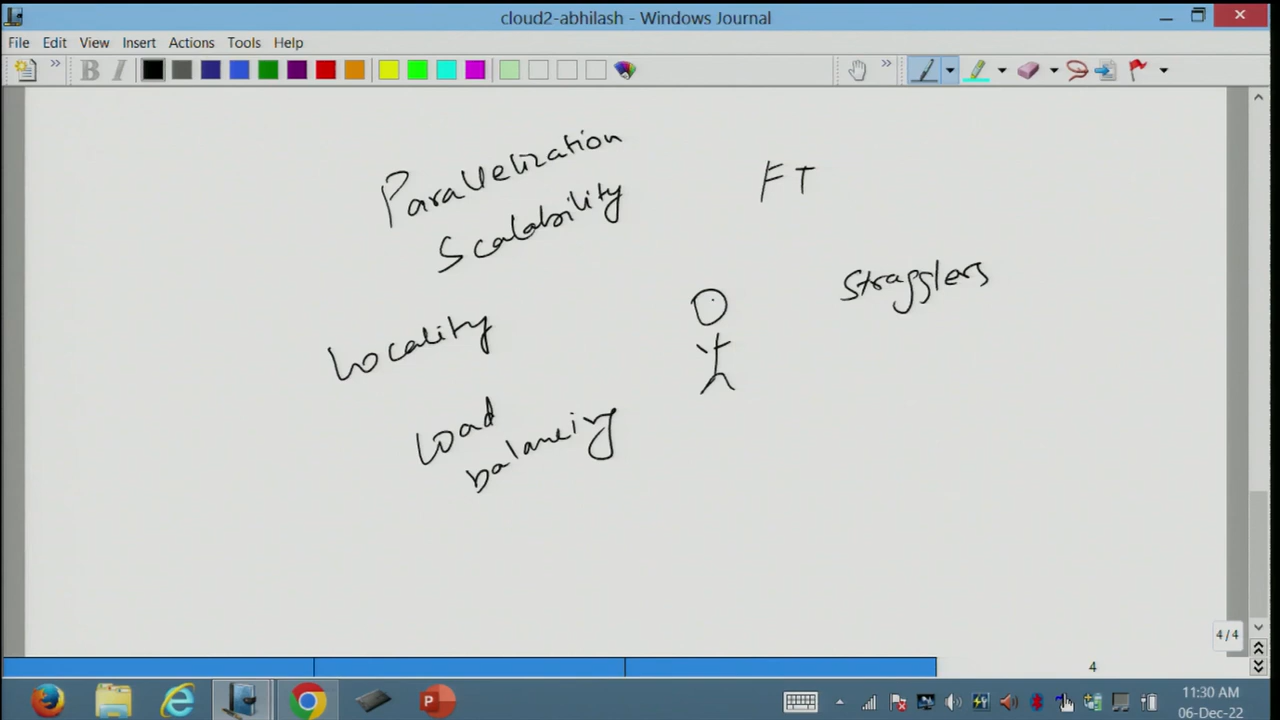 cloud2-abhilash - Windows Journal
File Edit View Insert Actions Tools Help
B I
Parallelization
Scalability
FT
Stragglers
Locality
Load
balancing
4 / 4
4
11:30 AM
06-Dec-22